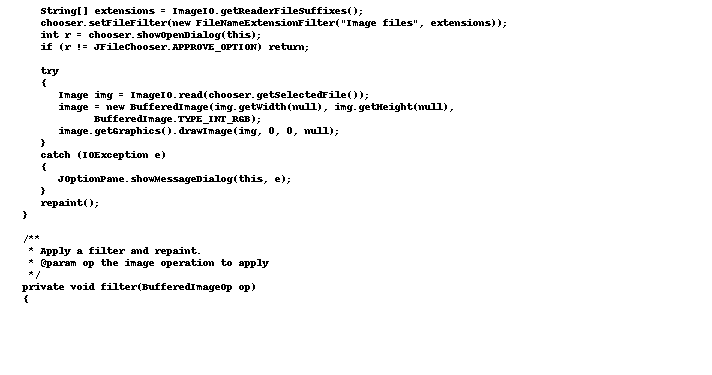 String[] extensions = ImageIO.getReaderFileSuffixes();
chooser.setFileFilter(new FileNameExtensionFilter("Image files", extensions));
int r = chooser.showOpenDialog(this);
if (r != JFileChooser.APPROVE_OPTION) return;
try
{
Image img = ImageIO.read(chooser.getSelectedFile());
image = new BufferedImage(img.getWidth(null), img.getHeight(null),
BufferedImage.TYPE_INT_RGB);
image.getGraphics().drawImage(img, 0, 0, null);
}
catch (IOException e)
{
JOptionPane.showMessageDialog(this, e);
}
repaint();
}
/**
* Apply a filter and repaint.
* @param op the image operation to apply
*/
private void filter(BufferedImageOp op)
{